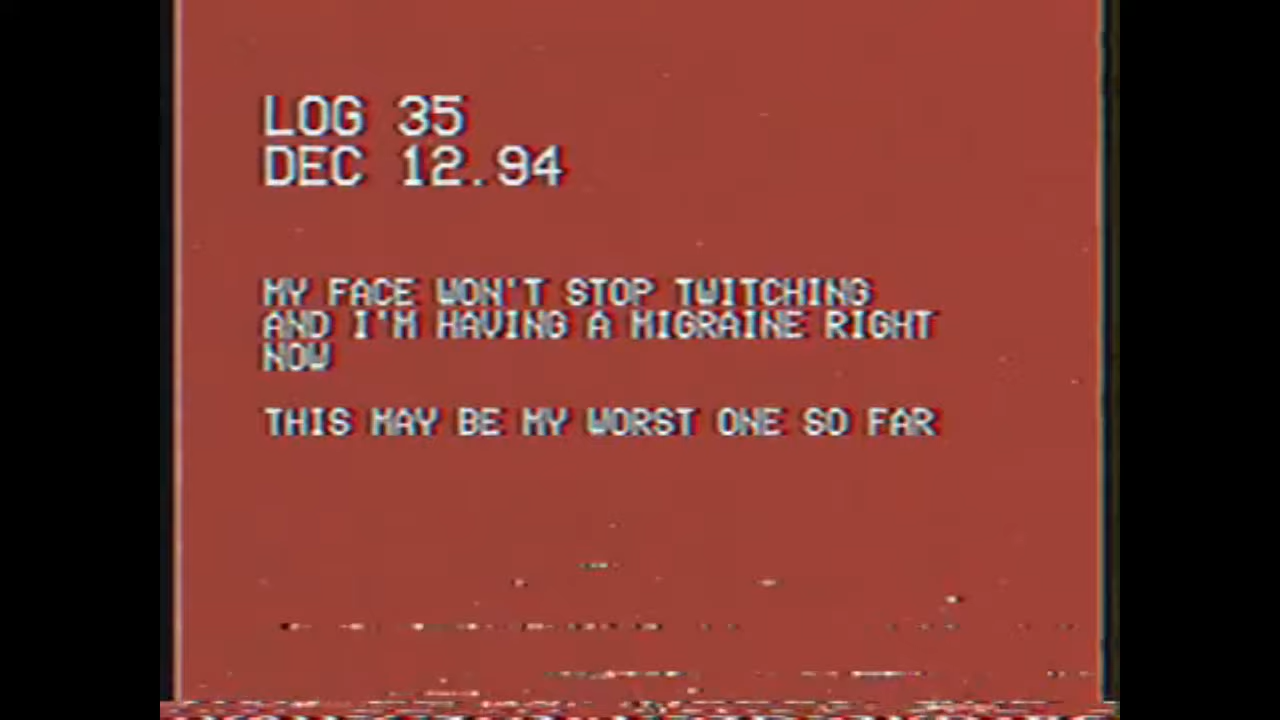 LOG 35
DEC 12.94
MY FACE WON'T STOP TWITCHING
AND I'M HAVING A MIGRAINE RIGHT
NOW
THIS MAY BE MY WORST ONE SO FAR